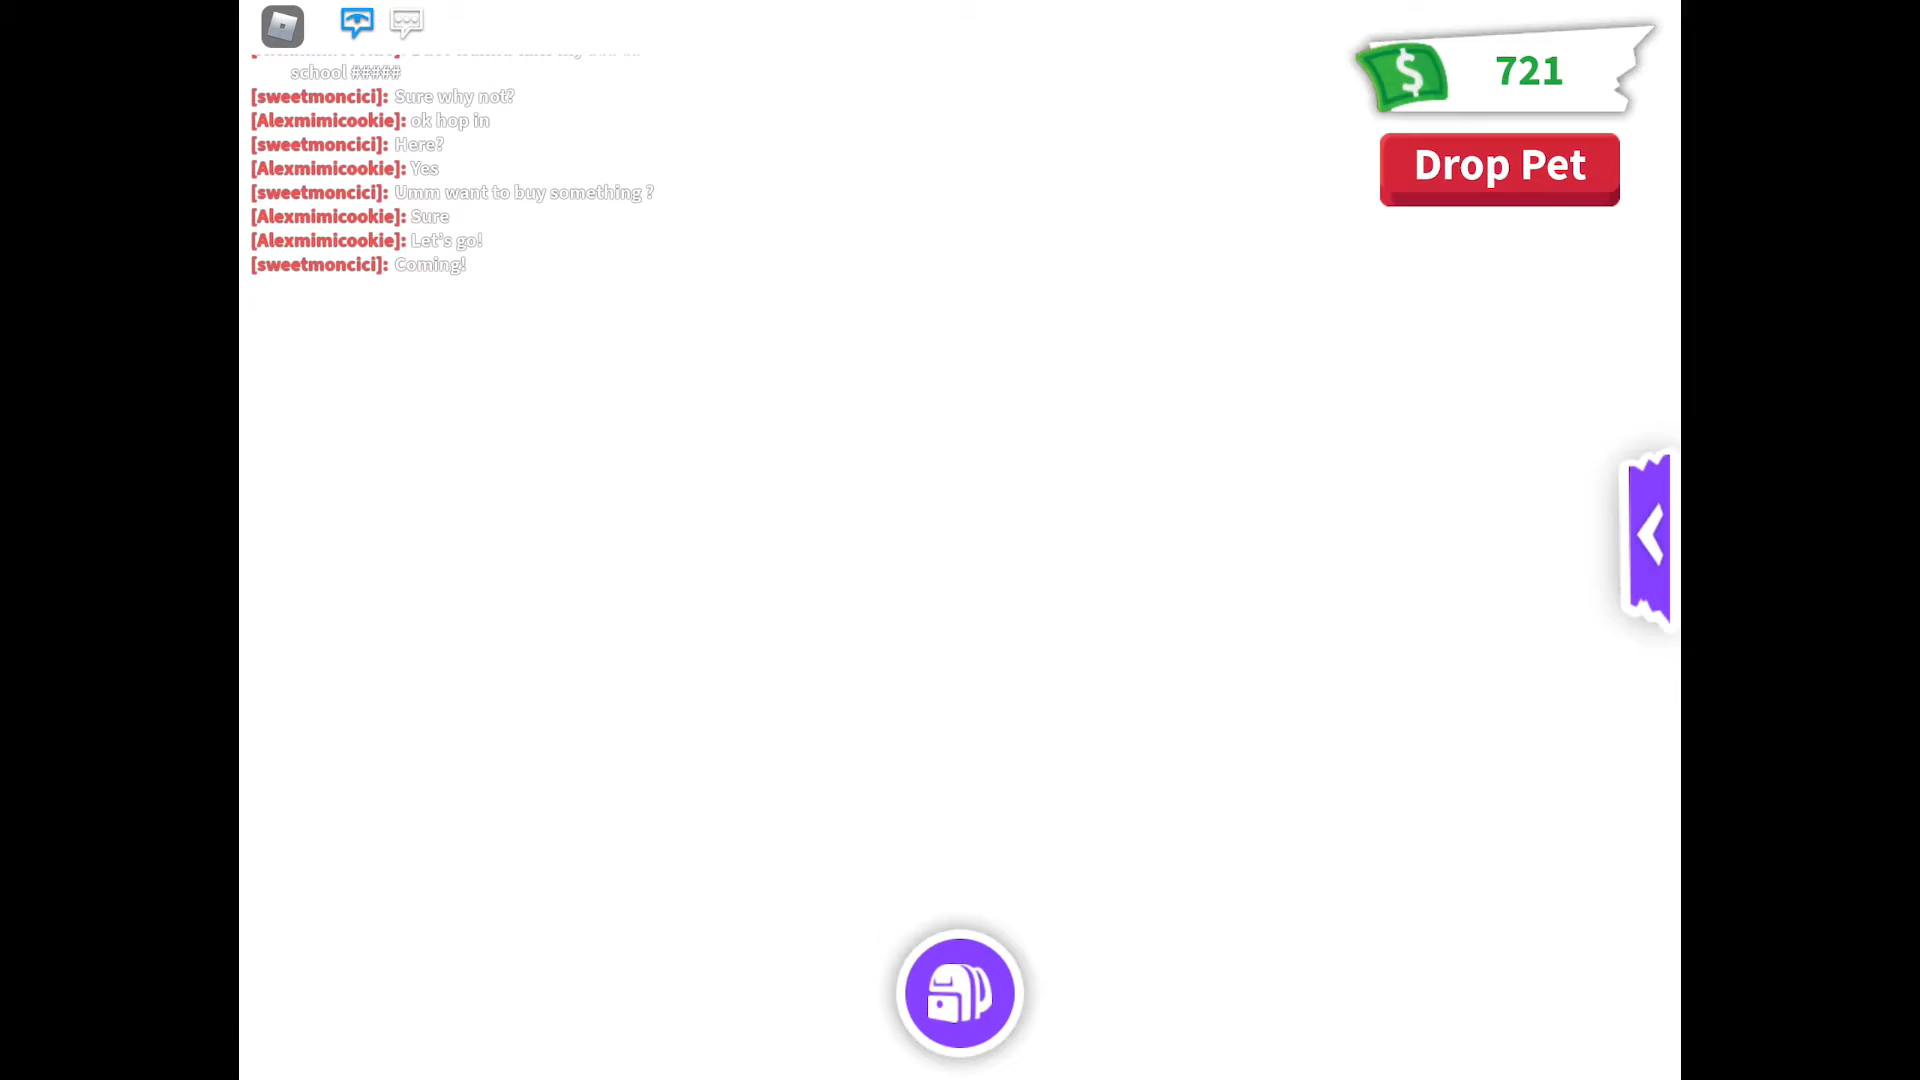 school #####
[sweetmoncici]: Sure why not?
[Alexmimicookie]: ok hop in
[sweetmoncici]: Here?
[Alexmimicookie]: Yes
[sweetmoncici]: Umm want to buy something ?
[Alexmimicookie]: Sure
[Alexmimicookie]: Let's go!
[sweetmoncici]: Coming!
721
Drop Pet